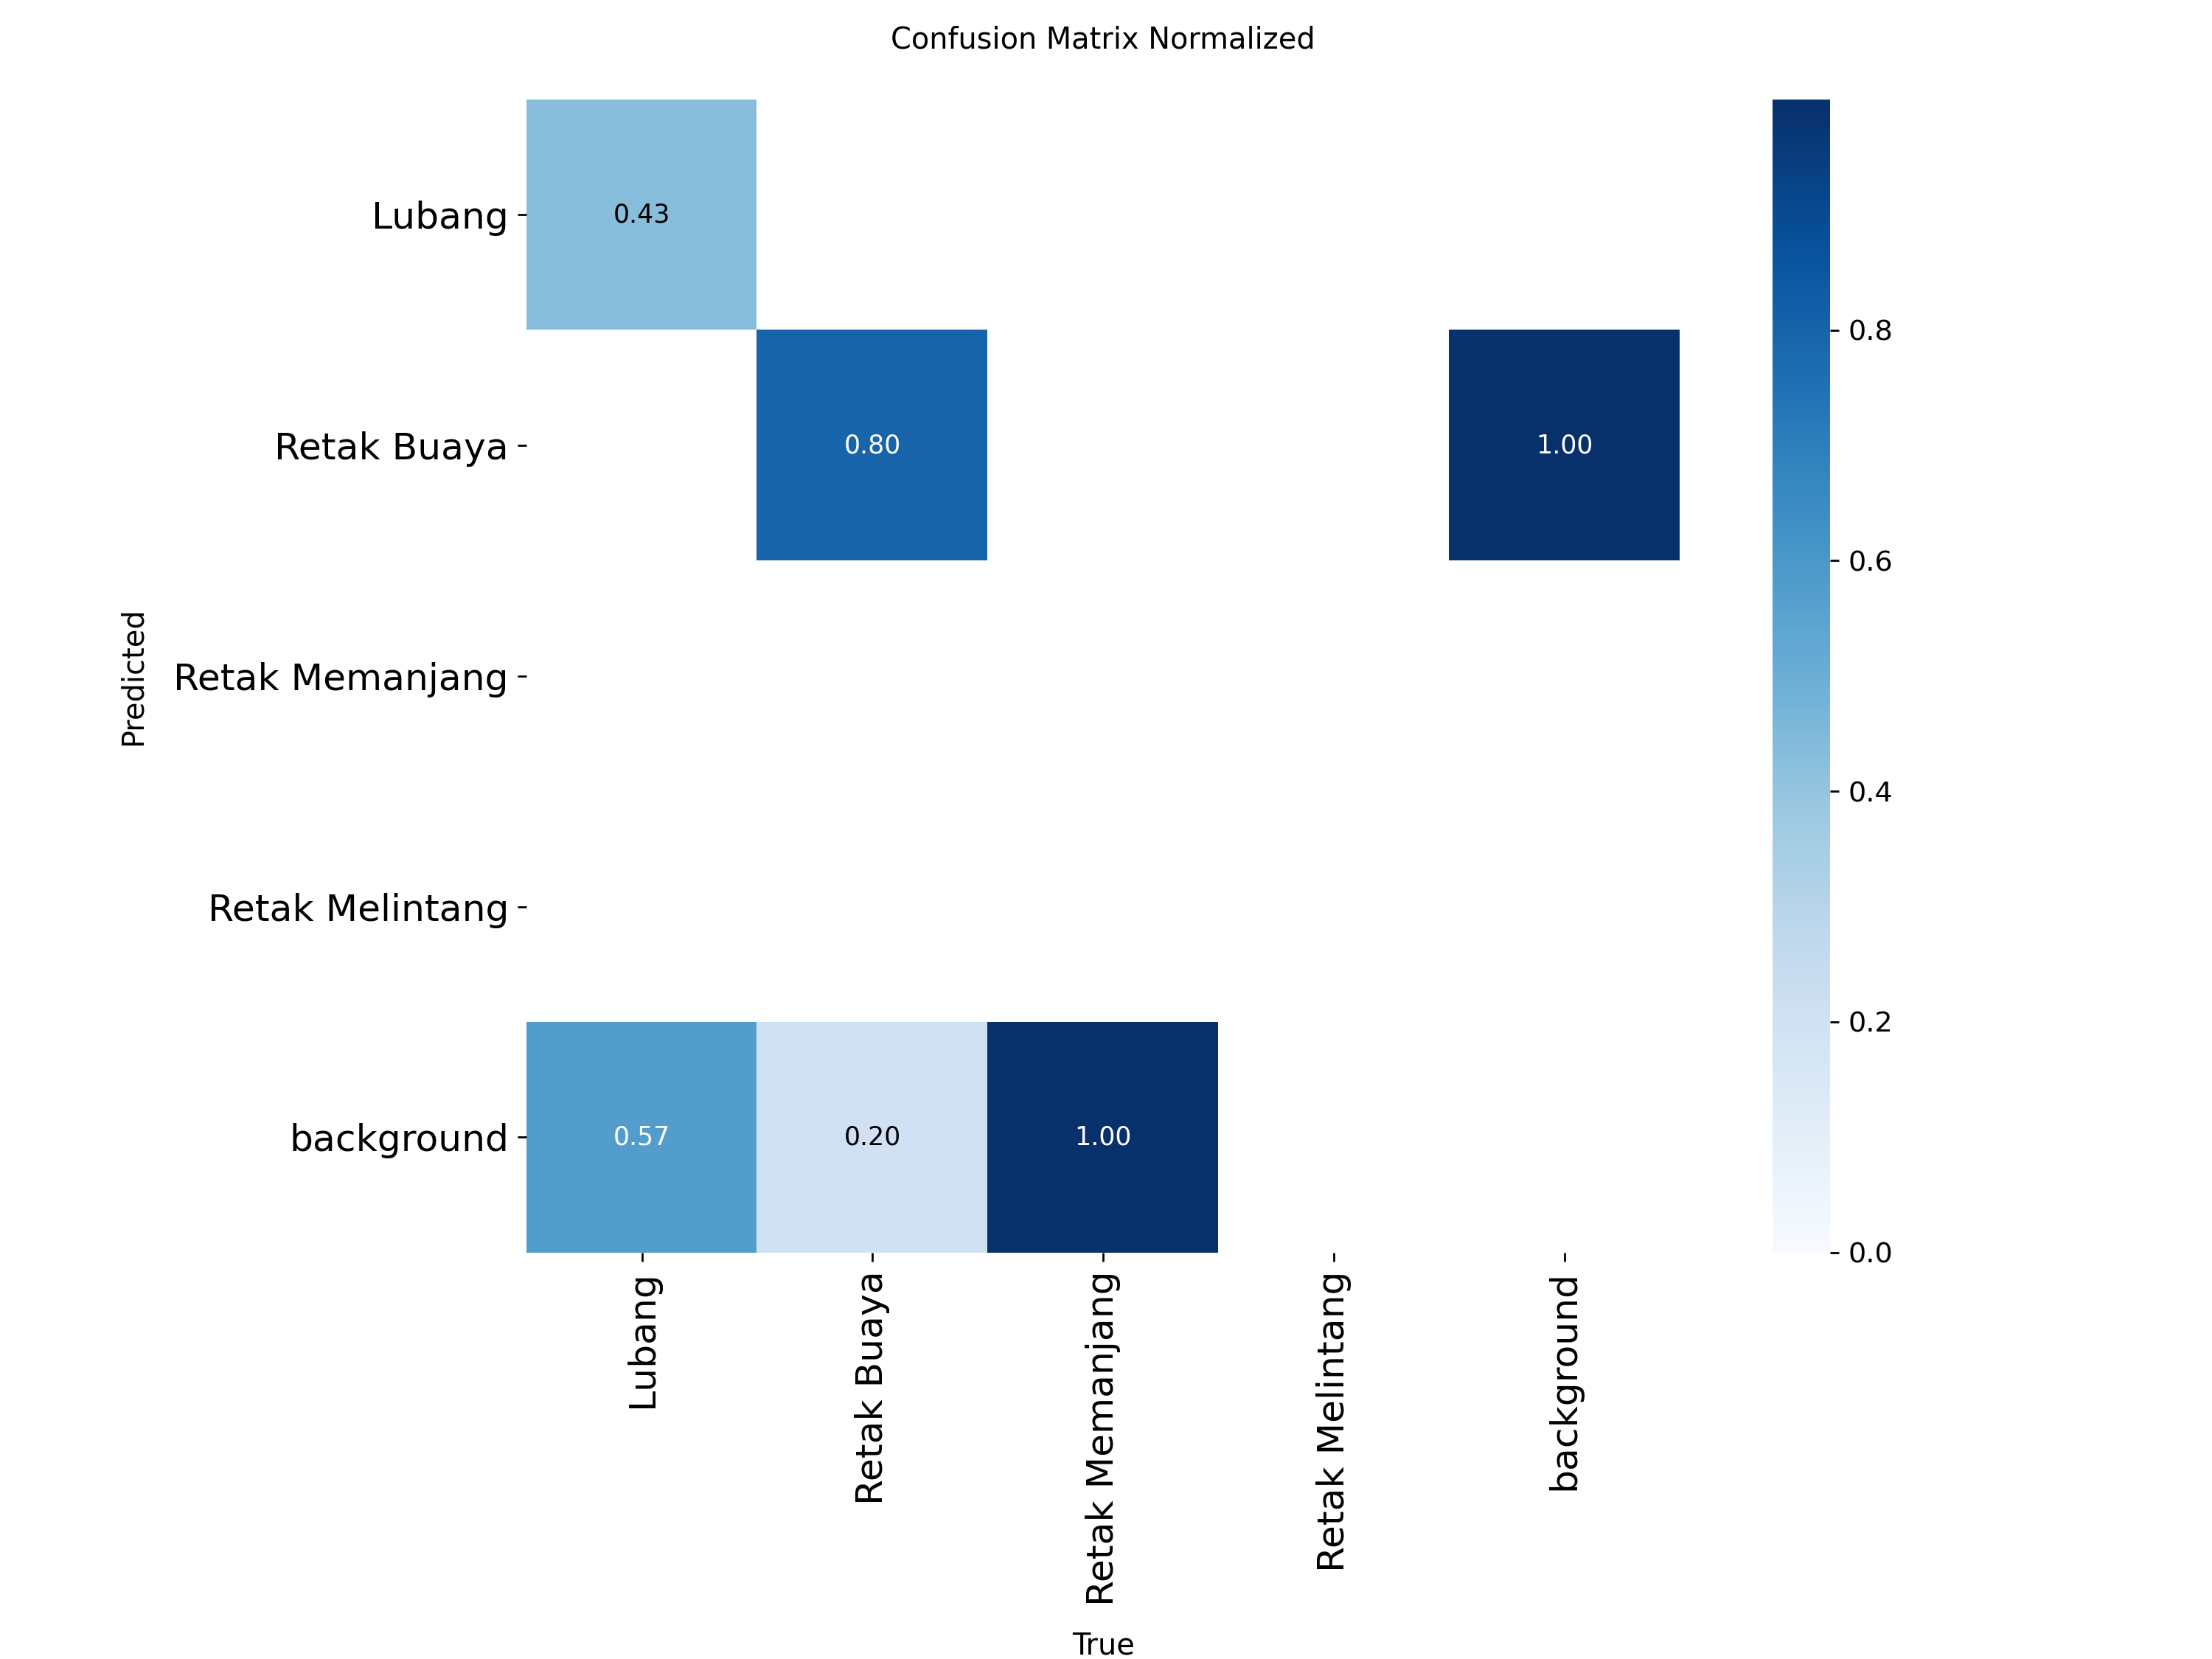 Confusion Matrix Normalized
Predicted
Lubang
0.43
Retak Buaya
0.80
1.00
Retak Memanjang
Retak Melintang
background
0.57
0.20
1.00
Lubang
Retak Buaya
Retak Memanjang
Retak Melintang
background
True
0.8
0.6
0.4
0.2
0.0